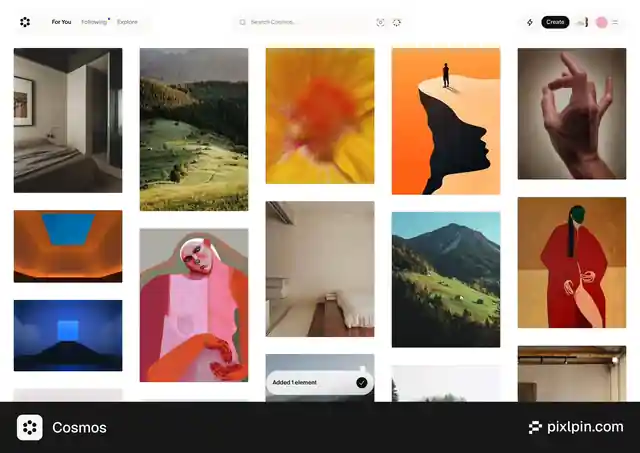 For You
Following
Explore
Search Cosmos...
Create
Added 1 element
Cosmos
pixlpin.com